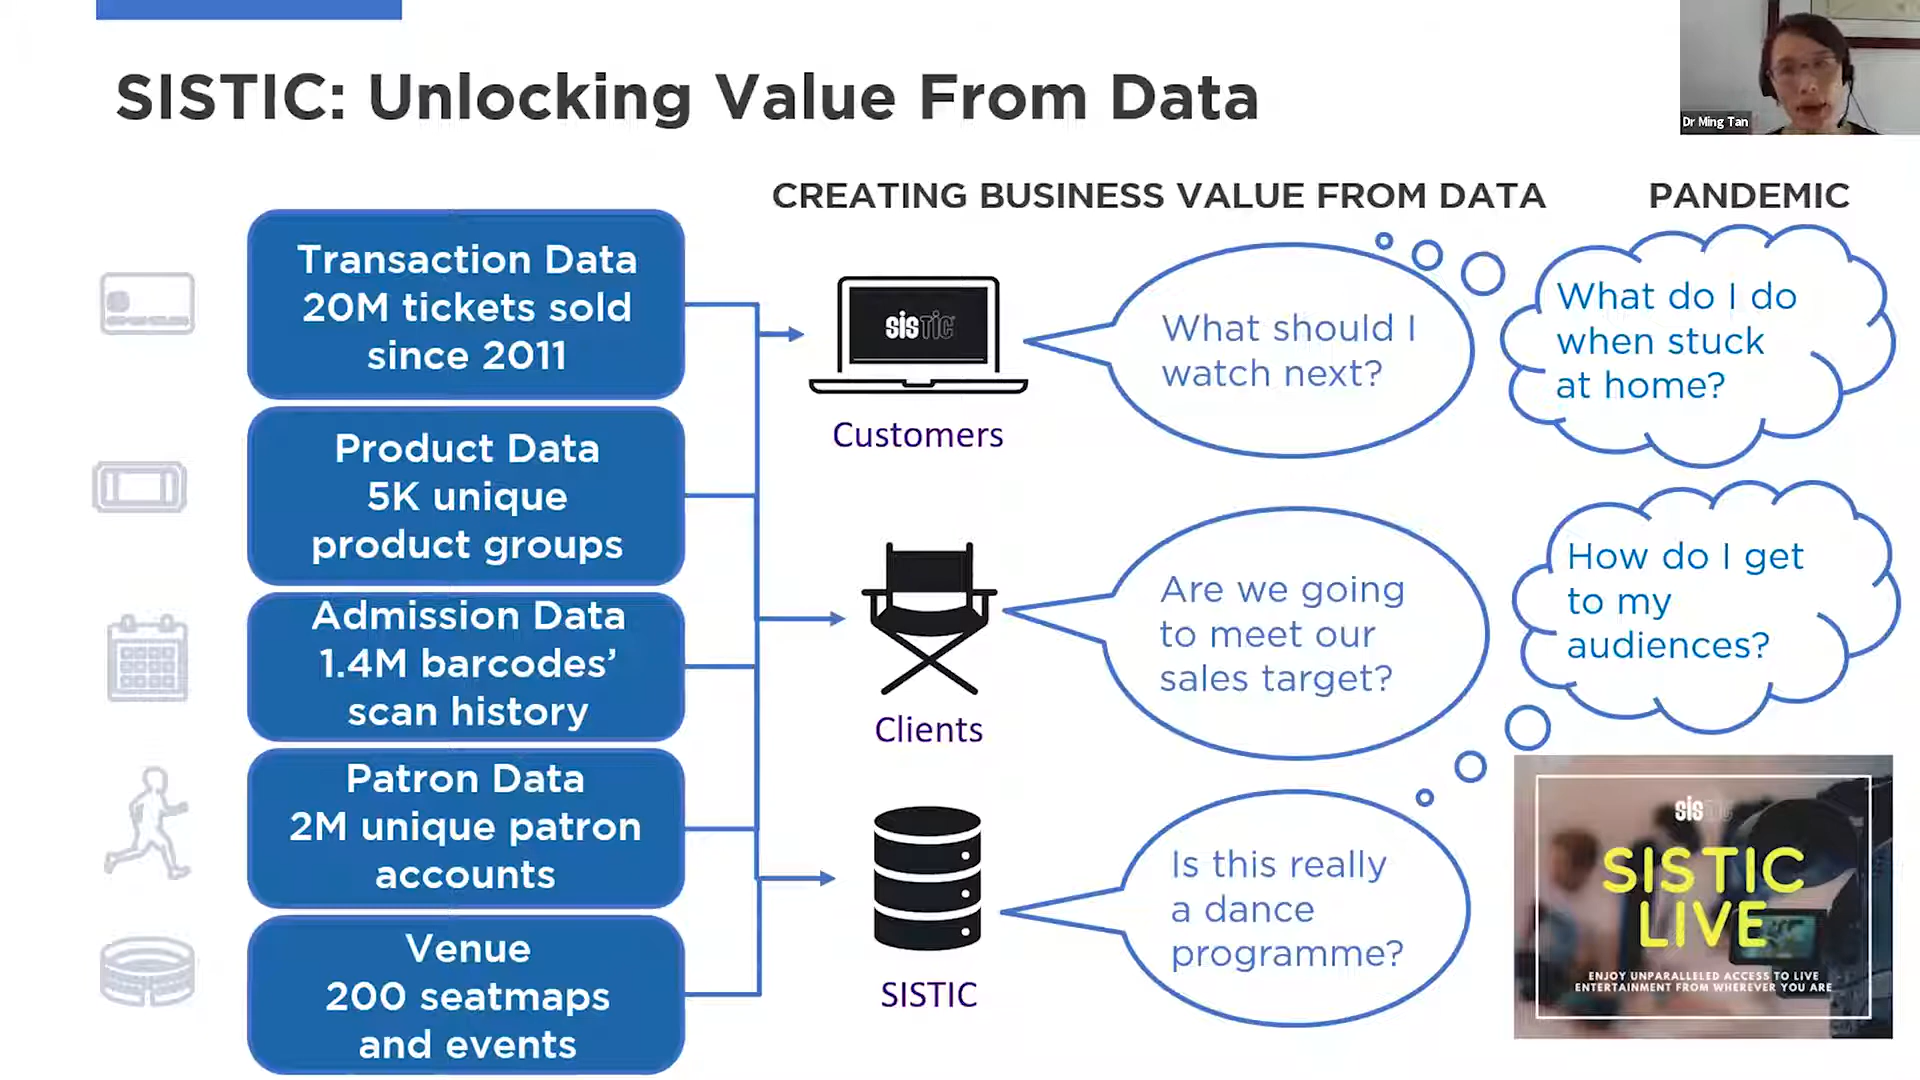 SISTIC: Unlocking Value From Data
Dr Ming Tan
CREATING BUSINESS VALUE FROM DATA
PANDEMIC
Transaction Data
20M tickets sold
since 2011
Product Data
5K unique
product groups
Admission Data
1.4M barcodes’
scan history
Patron Data
2M unique patron
accounts
Venue
200 seatmaps
and events
SISTIC
Customers
Clients
SISTIC
What should I
watch next?
Are we going
to meet our
sales target?
Is this really
a dance
programme?
What do I do
when stuck
at home?
How do I get
to my
audiences?
SISTIC
SISTIC
LIVE
ENJOY UNPARALLELED ACCESS TO LIVE
ENTERTAINMENT FROM WHEREVER YOU ARE